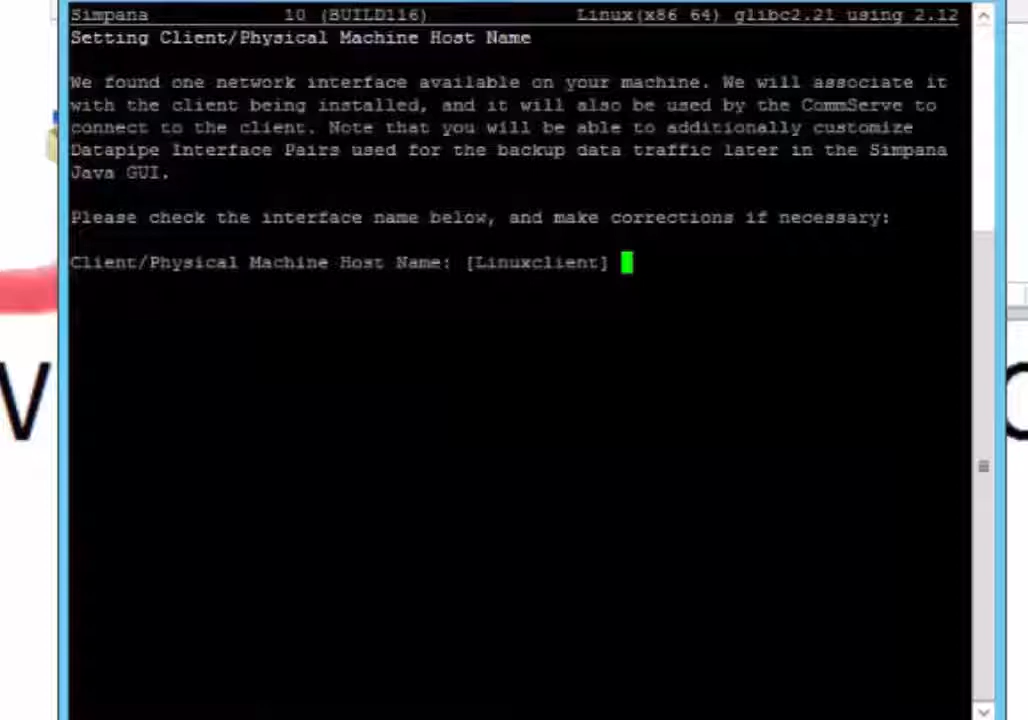 Simpana 10 (BUILD116) Linux(x86 64) glibc2.21 using 2.12
Setting Client/Physical Machine Host Name
We found one network interface available on your machine. We will associate it
with the client being installed, and it will also be used by the CommServe to
connect to the client. Note that you will be able to additionally customize
Datapipe Interface Pairs used for the backup data traffic later in the Simpana
Java GUI.
Please check the interface name below, and make corrections if necessary:
Client/Physical Machine Host Name: [Linuxclient]